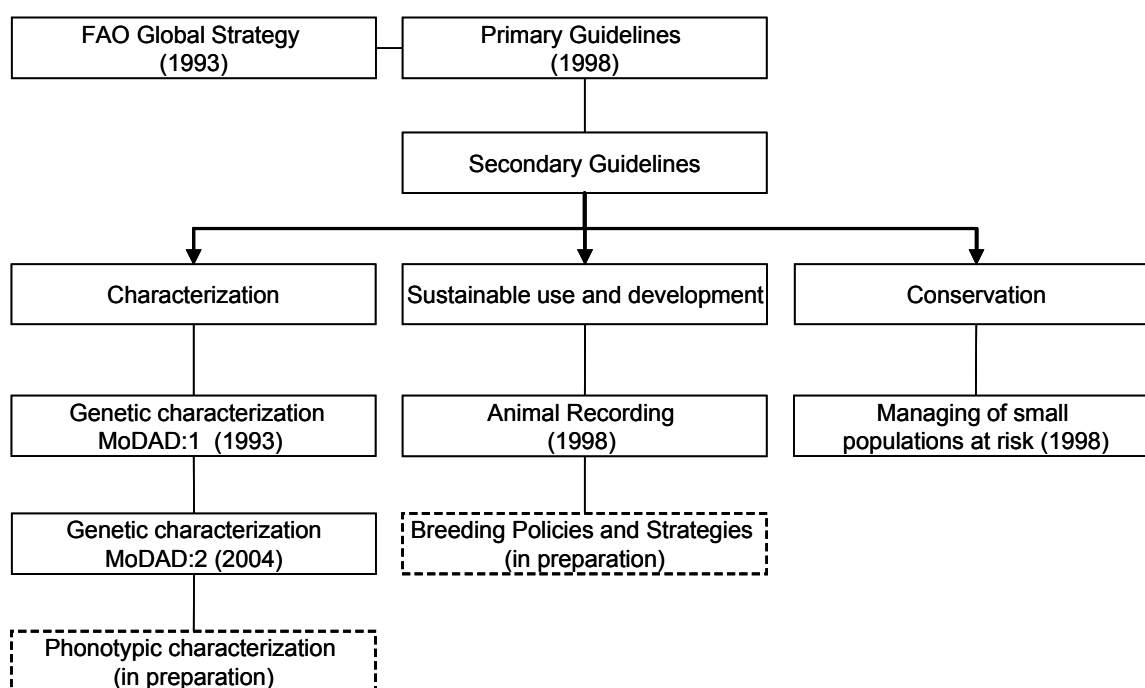 FAO Global Strategy
(1993)
Primary Guidelines
(1998)
Secondary Guidelines
Characterization
Sustainable use and development
Conservation
Genetic characterization
MoDAD:1 (1993)
Animal Recording
(1998)
Managing of small
populations at risk (1998)
Genetic characterization
MoDAD:2 (2004)
Breeding Policies and Strategies
(in preparation)
Phonotypic characterization
(in preparation)